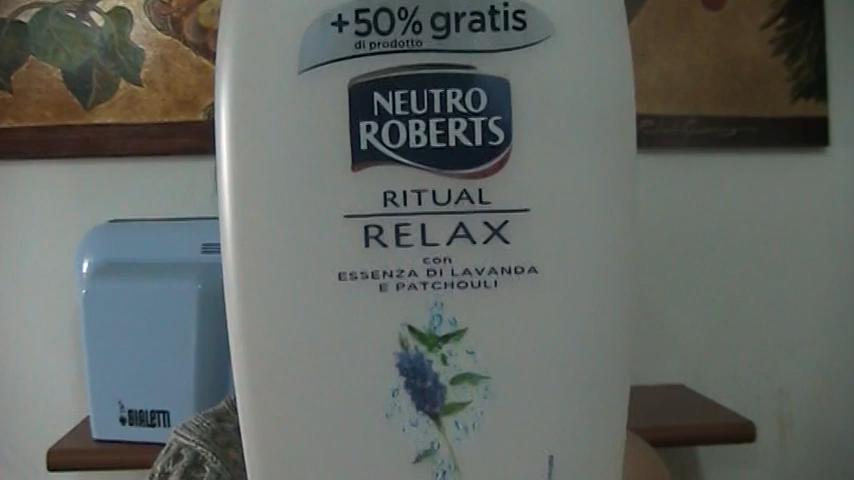 +50% gratis
di prodotto
NEUTRO
ROBERTS
RITUAL
RELAX
con
ESSENZA DI LAVANDA
E PATCHOULI
BIALETTI